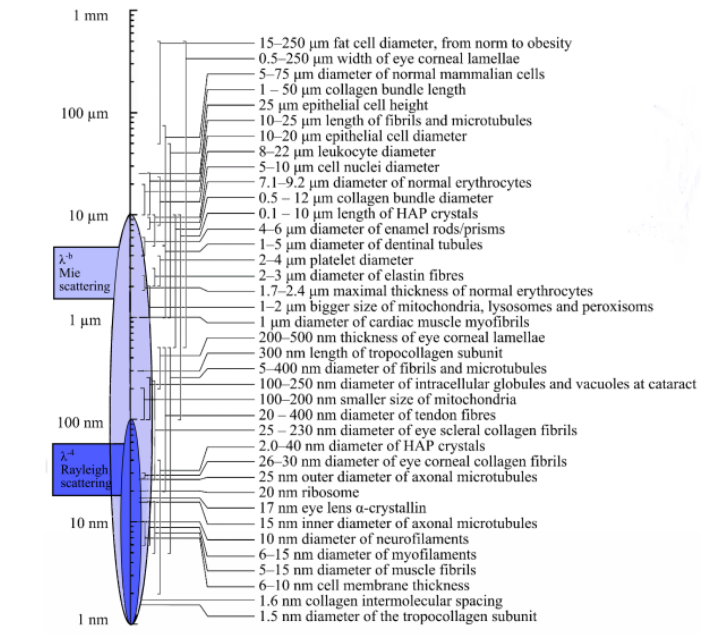 1 mm
100 μm
10 μm
λ-b
Mie
scattering
1 μm
100 nm
λ-4
Rayleigh
scattering
10 nm
1 nm
15–250 μm fat cell diameter, from norm to obesity
0.5–250 μm width of eye corneal lamellae
5–75 μm diameter of normal mammalian cells
1 – 50 μm collagen bundle length
25 μm epithelial cell height
10–25 μm length of fibrils and microtubules
10–20 μm epithelial cell diameter
8–22 μm leukocyte diameter
5–10 μm cell nuclei diameter
7.1–9.2 μm diameter of normal erythrocytes
0.5 – 12 μm collagen bundle diameter
0.1 – 10 μm length of HAP crystals
4–6 μm diameter of enamel rods/prisms
1–5 μm diameter of dentinal tubules
2–4 μm platelet diameter
2–3 μm diameter of elastin fibres
1.7–2.4 μm maximal thickness of normal erythrocytes
1–2 μm bigger size of mitochondria, lysosomes and peroxisoms
1 μm diameter of cardiac muscle myofibrils
200–500 nm thickness of eye corneal lamellae
300 nm length of tropocollagen subunit
5–400 nm diameter of fibrils and microtubules
100–250 nm diameter of intracellular globules and vacuoles at cataract
100–200 nm smaller size of mitochondria
20 – 400 nm diameter of tendon fibres
25 – 230 nm diameter of eye scleral collagen fibrils
2.0–40 nm diameter of HAP crystals
26–30 nm diameter of eye corneal collagen fibrils
25 nm outer diameter of axonal microtubules
20 nm ribosome
17 nm eye lens α-crystallin
15 nm inner diameter of axonal microtubules
10 nm diameter of neurofilaments
6–15 nm diameter of myofilaments
5–15 nm diameter of muscle fibrils
6–10 nm cell membrane thickness
1.6 nm collagen intermolecular spacing
1.5 nm diameter of the tropocollagen subunit